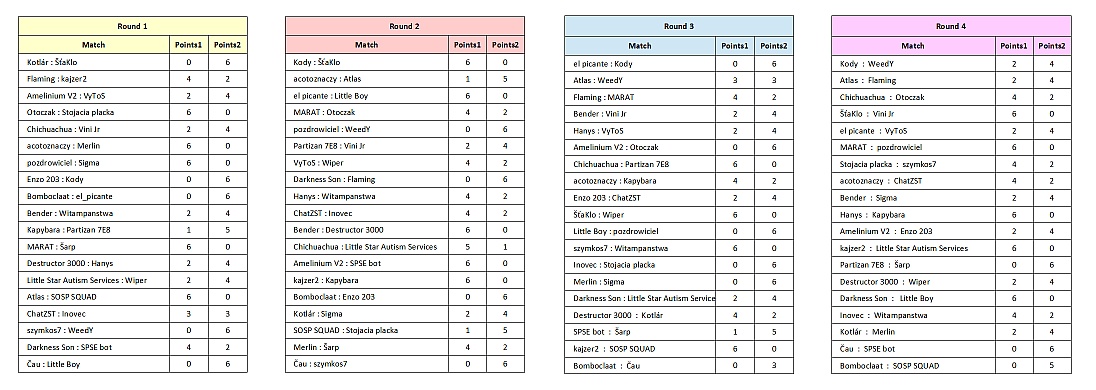 Round 1
Match Points1 Points2
Kotlár : ŠťaKlo 0 6
Flaming : kajzer2 4 2
Amelinium V2 : VyToS 2 4
Otoczak : Stojacia placka 6 0
Chichuachua : Vini Jr 2 4
acotoznaczy : Merlin 6 0
pozdrowiciel : Sigma 6 0
Enzo 203 : Kody 0 6
Bomboclaat : el_picante 0 6
Bender : Witampanstwa 2 4
Kapybara : Partizan 7E8 1 5
MARAT : Šarp 6 0
Destructor 3000 : Hanys 2 4
Little Star Autism Services : Wiper 2 4
Atlas : SOSP SQUAD 6 0
ChatZST : Inovec 3 3
szymkos7 : WeedY 0 6
Darkness Son : SPSE bot 4 2
Čau : Little Boy 0 6
Round 2
Match Points1 Points2
Kody : ŠťaKlo 6 0
acotoznaczy : Atlas 1 5
el picante : Little Boy 6 0
MARAT : Otoczak 4 2
pozdrowiciel : WeedY 0 6
Partizan 7E8 : Vini Jr 2 4
VyToS : Wiper 4 2
Darkness Son : Flaming 0 6
Hanys : Witampanstwa 4 2
ChatZST : Inovec 4 2
Bender : Destructor 3000 6 0
Chichuachua : Little Star Autism Services 5 1
Amelinium V2 : SPSE bot 6 0
kajzer2 : Kapybara 6 0
Bomboclaat : Enzo 203 0 6
Kotlár : Sigma 2 4
SOSP SQUAD : Stojacia placka 1 5
Merlin : Šarp 4 2
Čau : szymkos7 0 6
Round 3
Match Points1 Points2
el picante : Kody 0 6
Atlas : WeedY 3 3
Flaming : MARAT 4 2
Bender : Vini Jr 2 4
Hanys : VyToS 2 4
Amelinium V2 : Otoczak 0 6
Chichuachua : Partizan 7E8 6 0
acotoznaczy : Kapybara 4 2
Enzo 203 : ChatZST 2 4
ŠťaKlo : Wiper 6 0
Little Boy : pozdrowiciel 0 6
szymkos7 : Witampanstwa 6 0
Inovec : Stojacia placka 0 6
Merlin : Sigma 0 6
Darkness Son : Little Star Autism Service 2 4
Destructor 3000 : Kotlár 4 2
SPSE bot : Šarp 1 5
kajzer2 : SOSP SQUAD 6 0
Bomboclaat : Čau 0 3
Round 4
Match Points1 Points2
Kody : WeedY 2 4
Atlas : Flaming 2 4
Chichuachua : Otoczak 4 2
ŠťaKlo : Vini Jr 6 0
el picante : VyToS 2 4
MARAT : pozdrowiciel 6 0
Stojacia placka : szymkos7 4 2
acotoznaczy : ChatZST 4 2
Bender : Sigma 2 4
Hanys : Kapybara 6 0
Amelinium V2 : Enzo 203 2 4
kajzer2 : Little Star Autism Services 6 0
Partizan 7E8 : Šarp 0 6
Destructor 3000 : Wiper 2 4
Darkness Son : Little Boy 6 0
Inovec : Witampanstwa 4 2
Kotlár : Merlin 2 4
Čau : SPSE bot 0 6
Bomboclaat : SOSP SQUAD 0 5